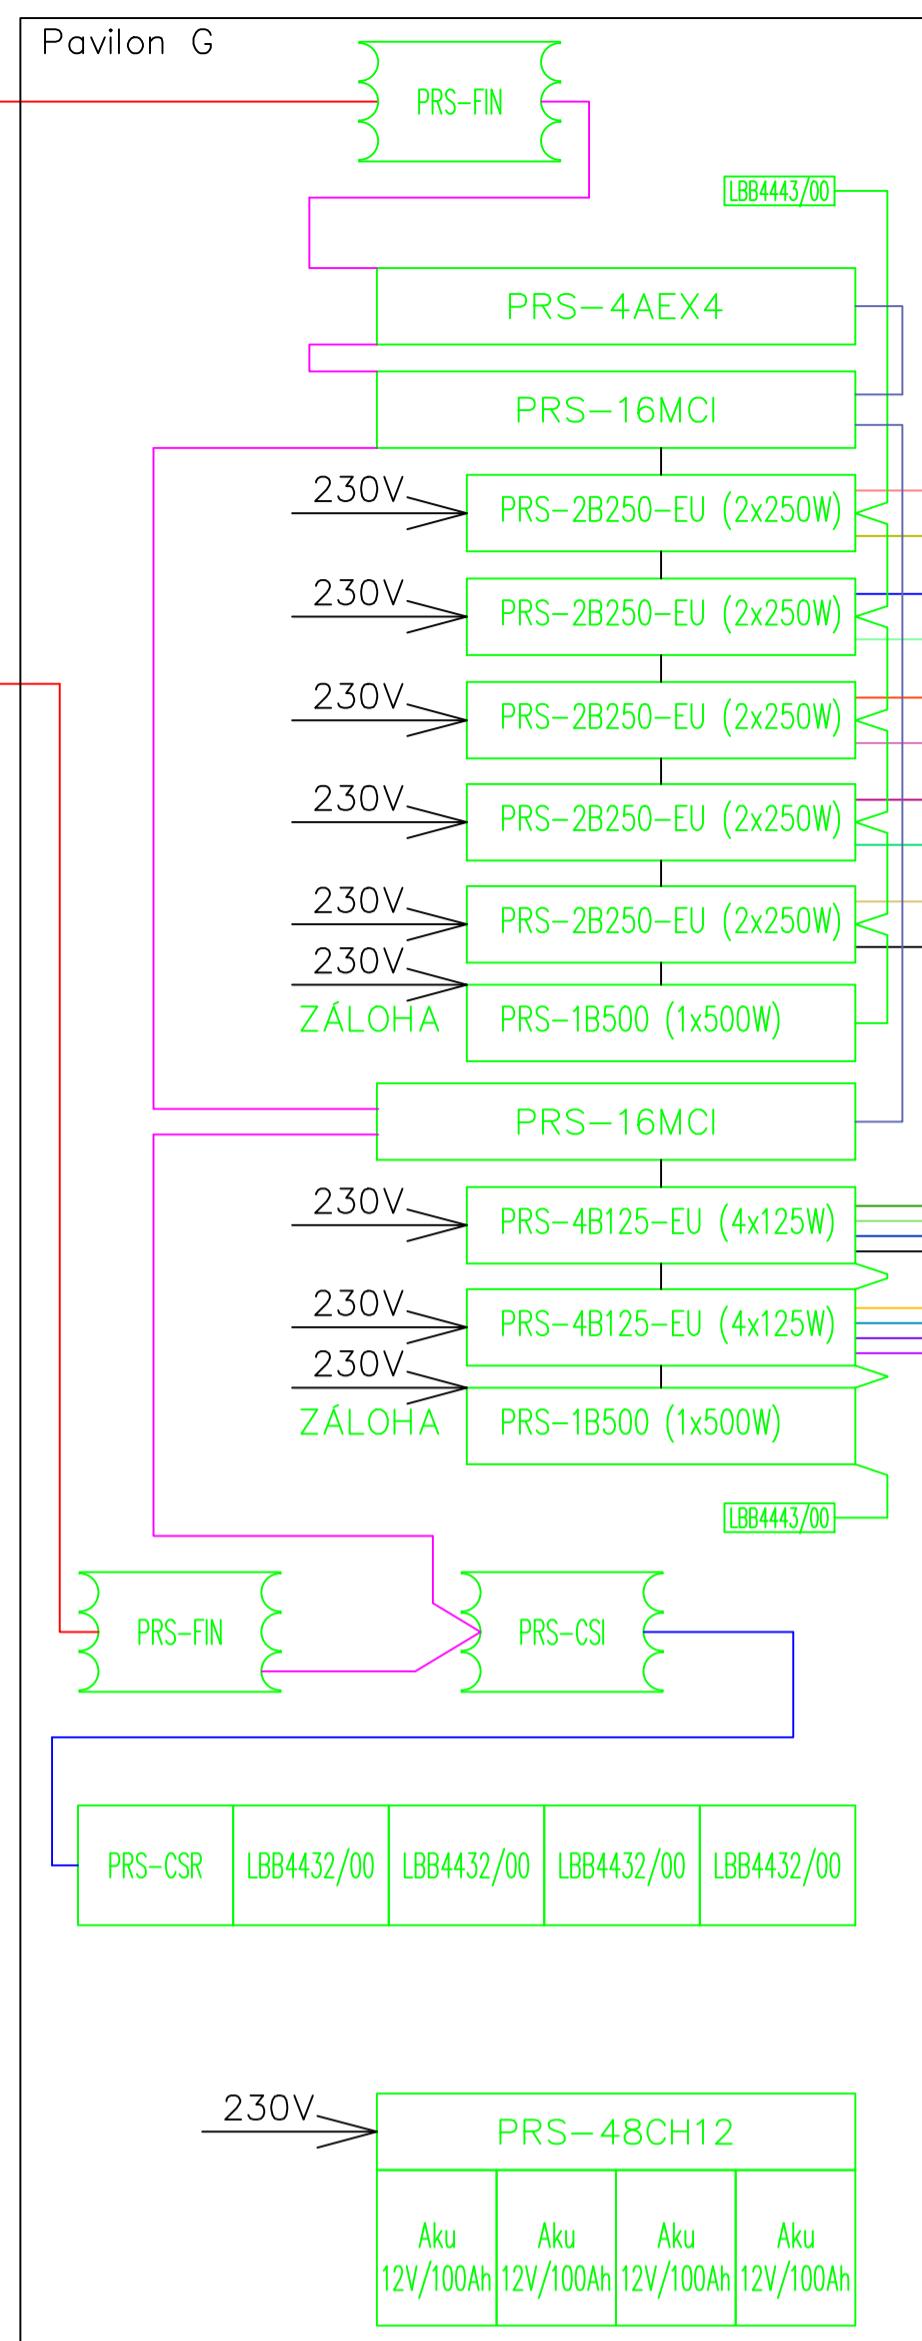 Pavilon G
PRS-FIN
LBB4443/00
PRS-4AEX4
PRS-16MCI
230V
PRS-2B250-EU (2x250W)
230V
PRS-2B250-EU (2x250W)
230V
PRS-2B250-EU (2x250W)
230V
PRS-2B250-EU (2x250W)
230V
PRS-2B250-EU (2x250W)
230V
ZÁLOHA
PRS-1B500 (1x500W)
PRS-16MCI
230V
PRS-4B125-EU (4x125W)
230V
PRS-4B125-EU (4x125W)
230V
ZÁLOHA
PRS-1B500 (1x500W)
LBB4443/00
PRS-FIN
PRS-CSI
PRS-CSR
LBB4432/00
LBB4432/00
LBB4432/00
LBB4432/00
230V
PRS-48CH12
Aku
12V/100Ah
Aku
12V/100Ah
Aku
12V/100Ah
Aku
12V/100Ah